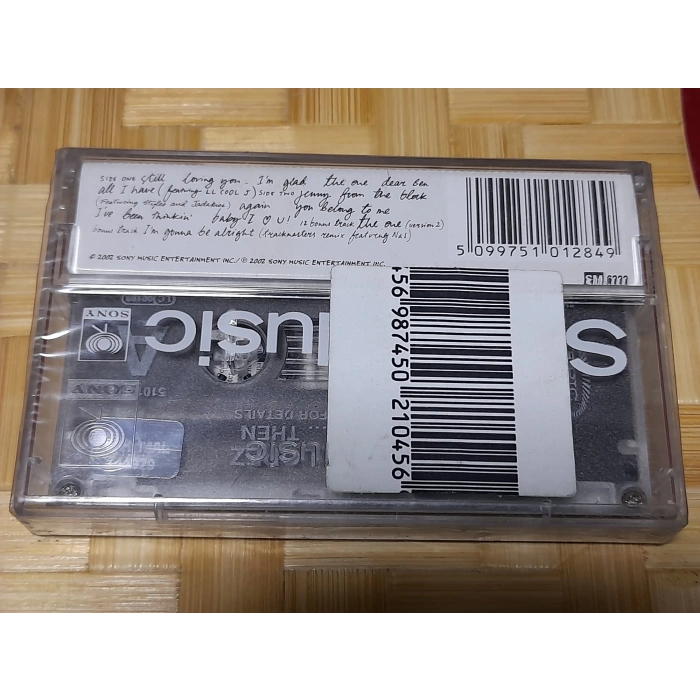 SIDE ONE still loving you. I'm glad the one dear ben
all I have (featuring LL COOL J) SIDE TWO jenny from the block
(featuring Styles and Jadakiss) again you belong to me
I've been thinkin' baby I ♡ U! 12 bonus track the one (version 2)
bonus track I'm gonna be alright (trackmasters remix featuring NaS)
℗ 2002 SONY MUSIC ENTERTAINMENT INC./ © 2002 SONY MUSIC ENTERTAINMENT INC.
5 099751 012849
SONY
Music
S
SONY
5101
FOR DETAILS
THEN
musicz
56 987450 210456